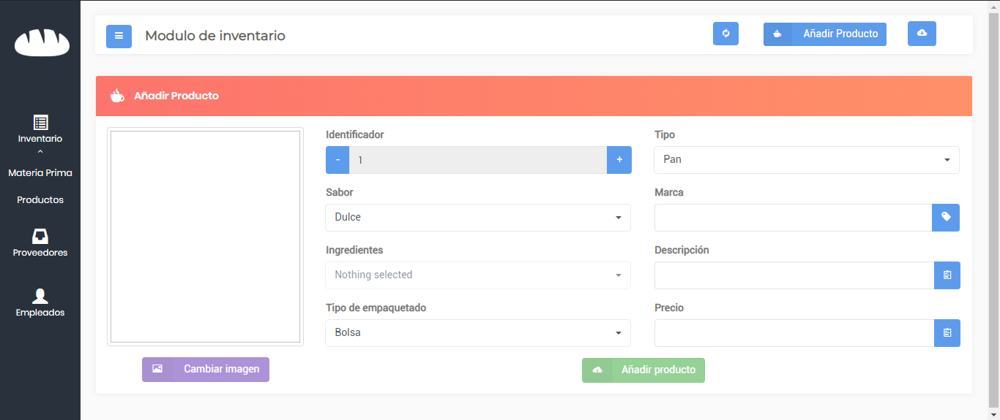 Modulo de inventario
Añadir Producto
Añadir Producto
Inventario
Materia Prima
Productos
Proveedores
Empleados
Identificador
- 1 +
Tipo
Pan
Sabor
Dulce
Marca
Ingredientes
Nothing selected
Descripción
Tipo de empaquetado
Bolsa
Precio
Cambiar imagen
Añadir producto